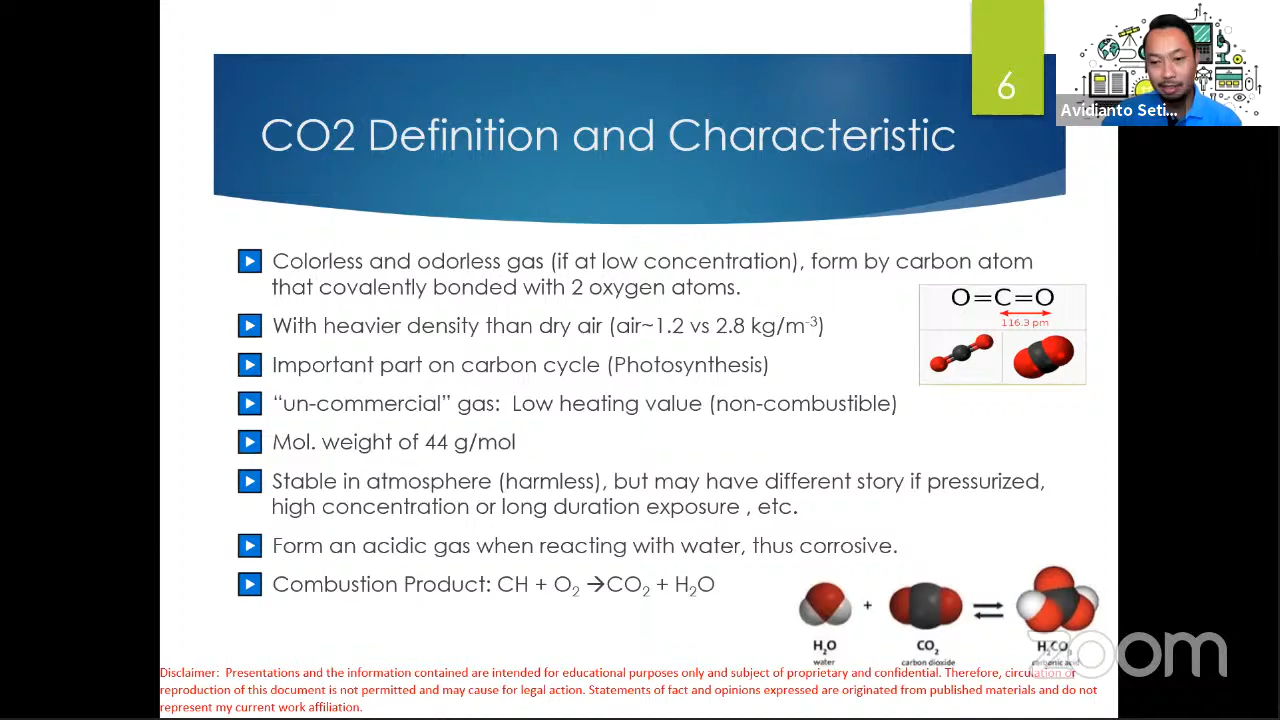 6
Avidianto Seti...
CO2 Definition and Characteristic
Colorless and odorless gas (if at low concentration), form by carbon atom
that covalently bonded with 2 oxygen atoms.
O=C=O
116.3 pm
With heavier density than dry air (air~1.2 vs 2.8 kg/m-3)
Important part on carbon cycle (Photosynthesis)
“un-commercial” gas: Low heating value (non-combustible)
Mol. weight of 44 g/mol
Stable in atmosphere (harmless), but may have different story if pressurized,
high concentration or long duration exposure , etc.
Form an acidic gas when reacting with water, thus corrosive.
Combustion Product: CH + O2 →CO2 + H2O
+
H2O
water
CO2
carbon dioxide
H2CO3
carbonic acid
zoom
Disclaimer: Presentations and the information contained are intended for educational purposes only and subject of proprietary and confidential. Therefore, circulation or
reproduction of this document is not permitted and may cause for legal action. Statements of fact and opinions expressed are originated from published materials and do not
represent my current work affiliation.